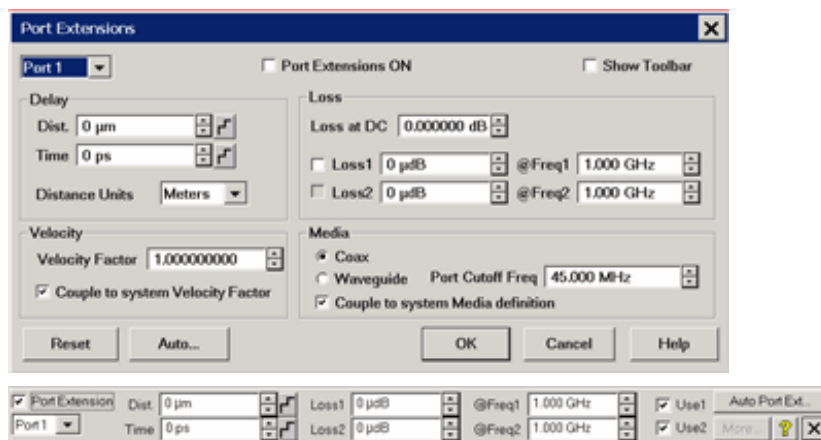 Port Extensions
Port 1 Port Extensions ON Show Toolbar
Delay Loss
Dist. 0 µm Loss at DC 0.000000 dB
Time 0 ps Loss1 0 µdB @Freq1 1.000 GHz
Distance Units Meters Loss2 0 µdB @Freq2 1.000 GHz
Velocity Media
Velocity Factor 1.000000000 Coax
Waveguide Port Cutoff Freq 45.000 MHz
Couple to system Velocity Factor
Couple to system Media definition
Reset Auto... OK Cancel Help
Port Extension Dist. 0 µm Loss1 0 µdB @Freq1 1.000 GHz Use1 Auto Port Ext...
Port 1 Time 0 ps Loss2 0 µdB @Freq2 1.000 GHz Use2 More... ?